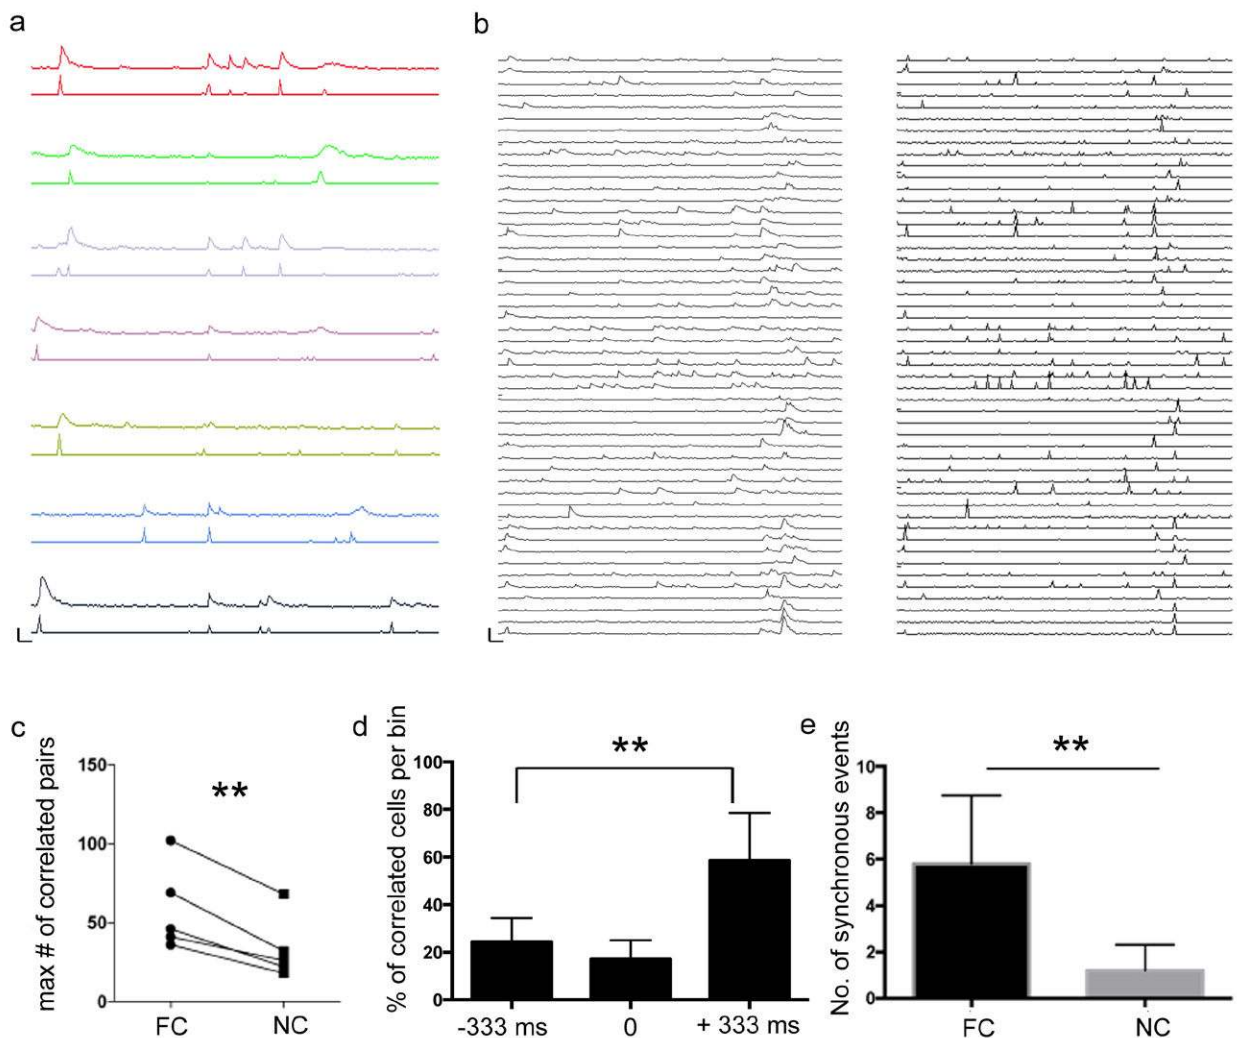 a
b
c
max # of correlated pairs
150
100
50
0
**
FC
NC
d
% of correlated cells per bin
100
80
60
40
20
0
**
-333 ms
0
+ 333 ms
e
No. of synchronous events
10
8
6
4
2
0
**
FC
NC